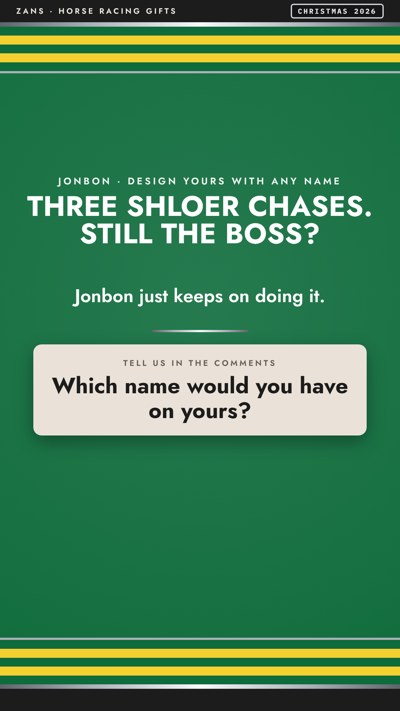 ZANS · HORSE RACING GIFTS
CHRISTMAS 2026
JONBON · DESIGN YOURS WITH ANY NAME
THREE SHLOER CHASES.
STILL THE BOSS?
Jonbon just keeps on doing it.
TELL US IN THE COMMENTS
Which name would you have
on yours?